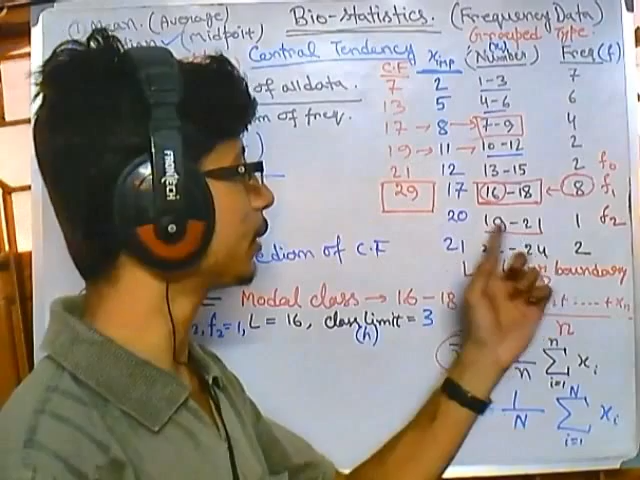 ① Mean. (Average) Bio-statistics. (Frequency Data)
(midpoint) Grouped Type.
Central Tendency C.F xmp (Number) Freq(f)
of all data. 7 2 1-3 7
13 5 4-6 6
of freq. 17 → 8 → 7-9 4
19 → 11 → 10-12 2
21 12 13-15 2 f₀
29 17 16-18 ← 8 f₁
20 19-21 1 f₂
of C.F 21 -24 2
L boundary
= Modal class → 16-18 + ..... + xn
n
2, f₂=1, L = 16, class limit = 3
(h)
n Σ i=1 n xi
= 1/N Σ i=1 N xi
FRONTECH